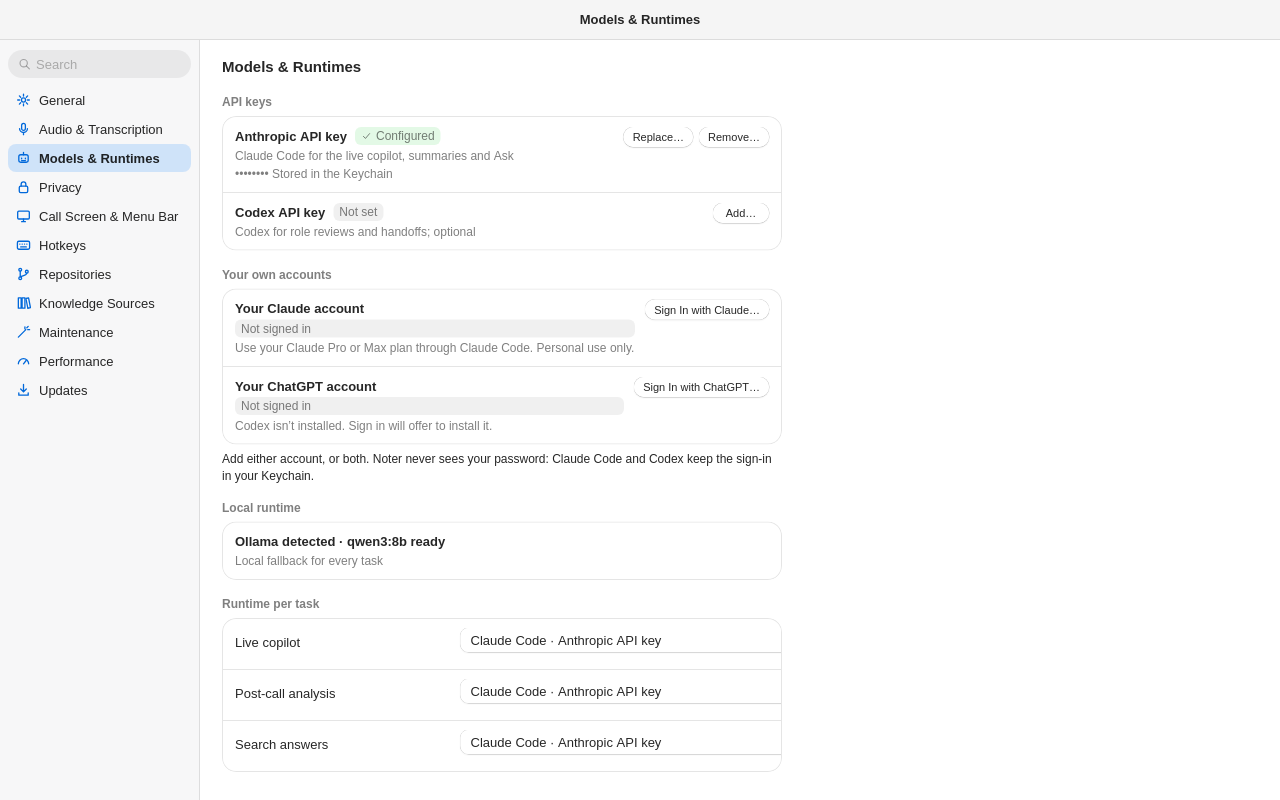 Models & Runtimes
Search
General
Audio & Transcription
Models & Runtimes
Privacy
Call Screen & Menu Bar
Hotkeys
Repositories
Knowledge Sources
Maintenance
Performance
Updates
Models & Runtimes
API keys
Anthropic API key Configured Replace… Remove…
Claude Code for the live copilot, summaries and Ask
•••••••• Stored in the Keychain
Codex API key Not set Add…
Codex for role reviews and handoffs; optional
Your own accounts
Your Claude account Sign In with Claude…
Not signed in
Use your Claude Pro or Max plan through Claude Code. Personal use only.
Your ChatGPT account Sign In with ChatGPT…
Not signed in
Codex isn’t installed. Sign in will offer to install it.
Add either account, or both. Noter never sees your password: Claude Code and Codex keep the sign-in
in your Keychain.
Local runtime
Ollama detected · qwen3:8b ready
Local fallback for every task
Runtime per task
Live copilot Claude Code · Anthropic API key
Post-call analysis Claude Code · Anthropic API key
Search answers Claude Code · Anthropic API key